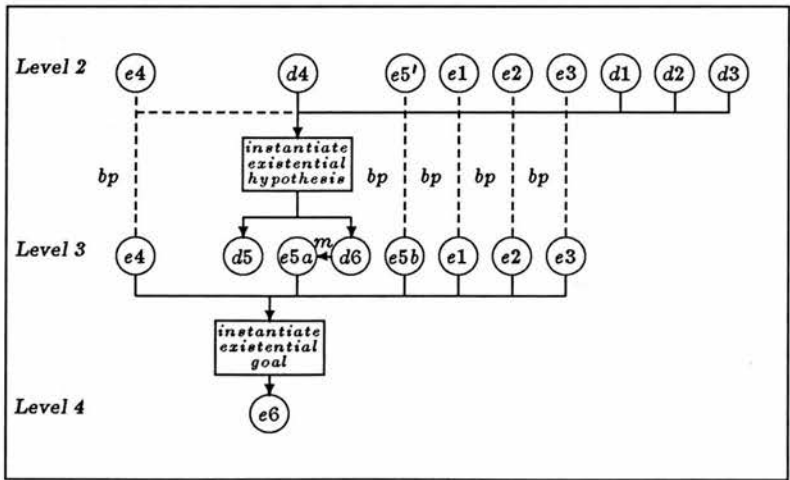 Level 2 e4 d4 e5' e1 e2 e3 d1 d2 d3
instantiate
existential
hypothesis
bp bp bp bp bp
Level 3 e4 d5 e5a m d6 e5b e1 e2 e3
instantiate
existential
goal
Level 4 e6